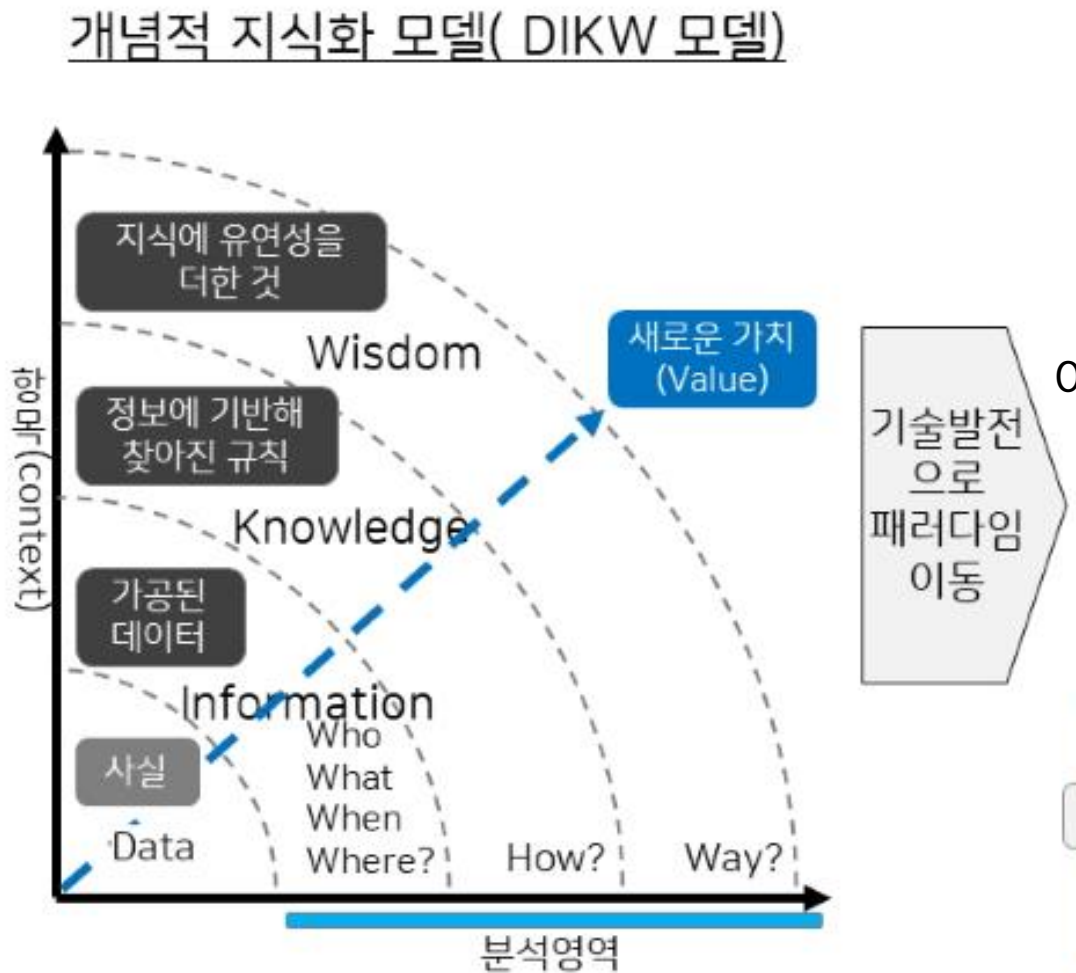 개념적 지식화 모델( DIKW 모델)
지식에 유연성을
더한 것
Wisdom
새로운 가치
(Value)
정보에 기반해
찾아진 규칙
Knowledge
가공된
데이터
Information
Who
What
When
Where?
사실
Data
How?
Way?
흐름(context)
분석영역
기술발전
으로
패러다임
이동